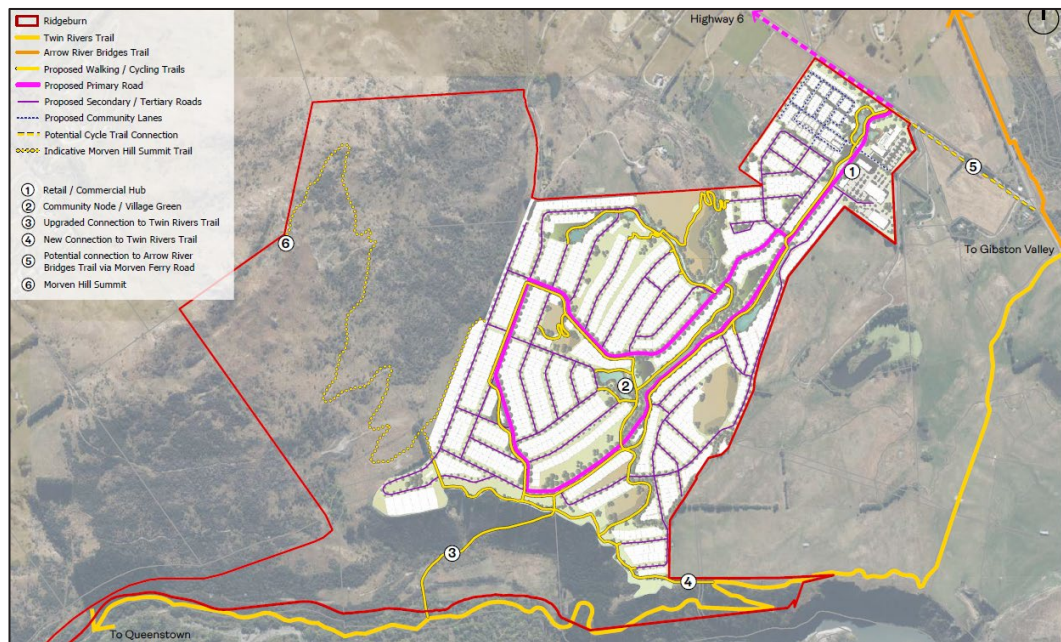 Ridgeburn
Twin Rivers Trail
Arrow River Bridges Trail
Proposed Walking / Cycling Trails
Proposed Primary Road
Proposed Secondary / Tertiary Roads
Proposed Community Lanes
Potential Cycle Trail Connection
Indicative Morven Hill Summit Trail
1 Retail / Commercial Hub
2 Community Node / Village Green
3 Upgraded Connection to Twin Rivers Trail
4 New Connection to Twin Rivers Trail
5 Potential connection to Arrow River
Bridges Trail via Morven Ferry Road
6 Morven Hill Summit
Highway 6
1
5
6
To Gibston Valley
2
3
4
To Queenstown